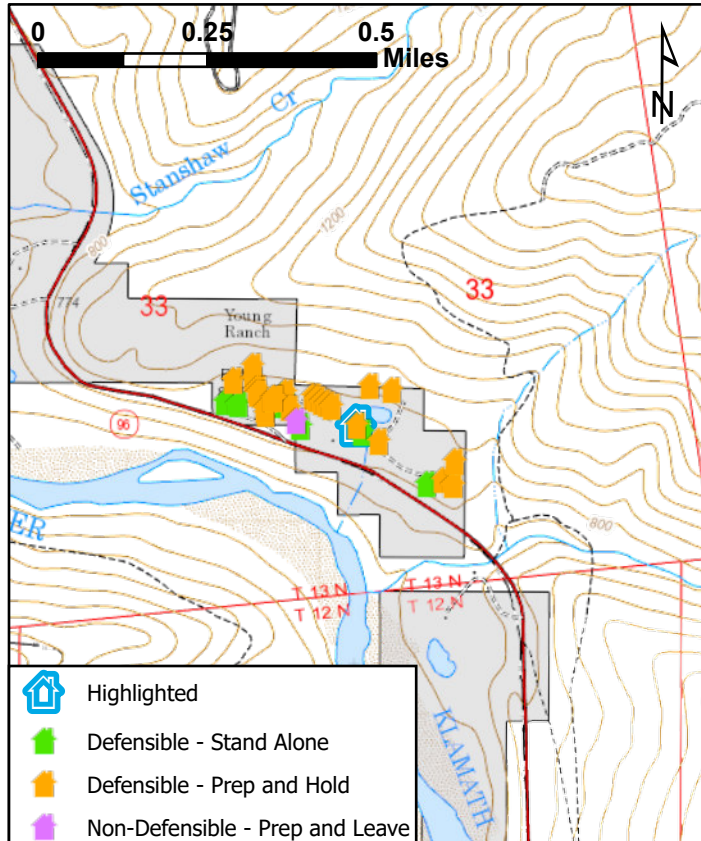 0 0.25 0.5
Miles
N
Stanshaw Cr
1200
800
774
33
33
Young
Ranch
96
ER
800
T 13 N T 13 N
T 12 N T 12 N
KLAMATH
Highlighted
Defensible - Stand Alone
Defensible - Prep and Hold
Non-Defensible - Prep and Leave